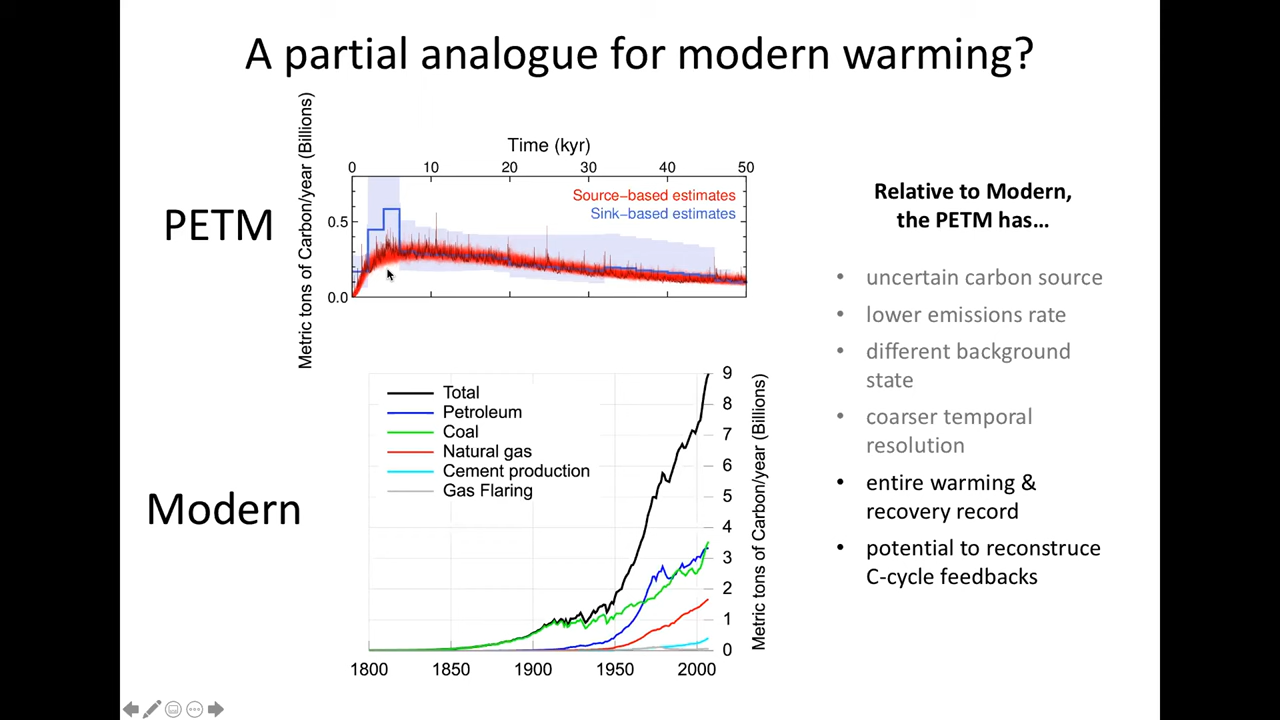 A partial analogue for modern warming?
PETM
Metric tons of Carbon/year (Billions)
Time (kyr)
0 10 20 30 40 50
0.5
0.0
Source−based estimates
Sink−based estimates
Modern
Total
Petroleum
Coal
Natural gas
Cement production
Gas Flaring
9
8
7
6
5
4
3
2
1
0
Metric tons of Carbon/year (Billions)
1800 1850 1900 1950 2000
Relative to Modern,
the PETM has...
• uncertain carbon source
• lower emissions rate
• different background
state
• coarser temporal
resolution
• entire warming &
recovery record
• potential to reconstruce
C-cycle feedbacks